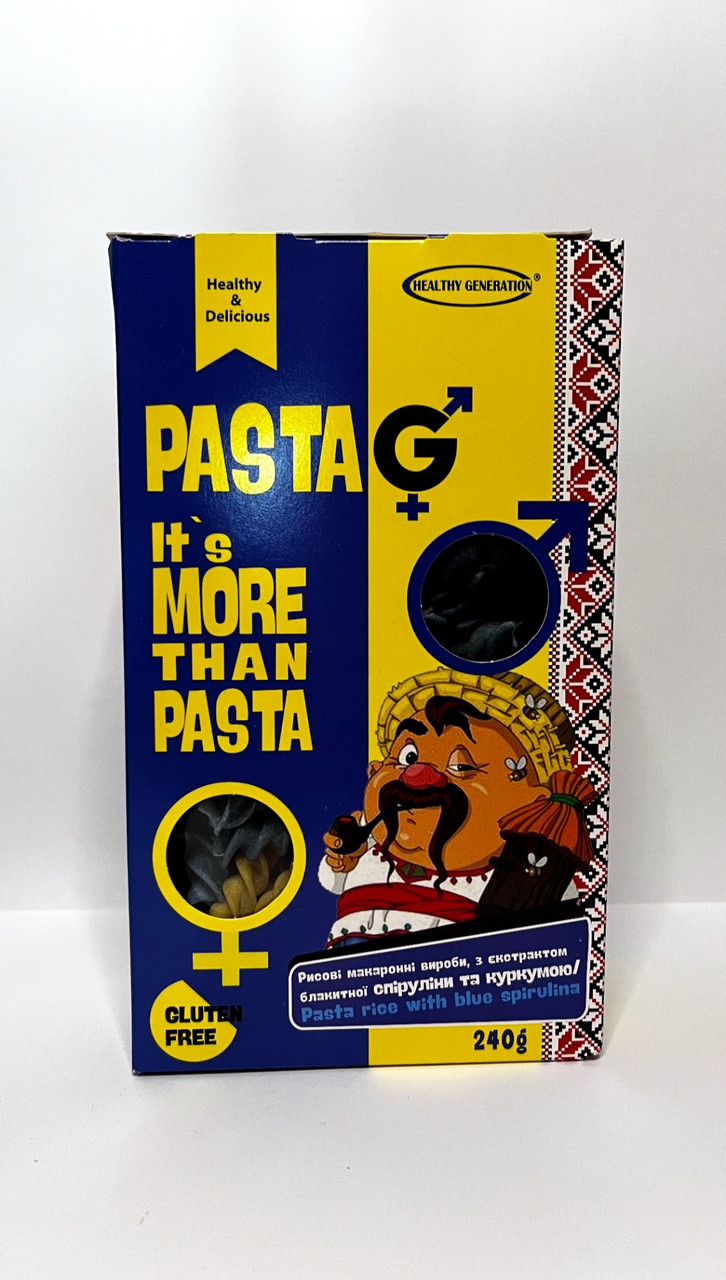 Healthy
&
Delicious
HEALTHY GENERATION®
PASTA G
It`s
MORE
THAN
PASTA
Рисові макаронні вироби, з екстрактом
блакитної спіруліни та куркумою/
Pasta rice with blue spirulina
GLUTEN
FREE
240g